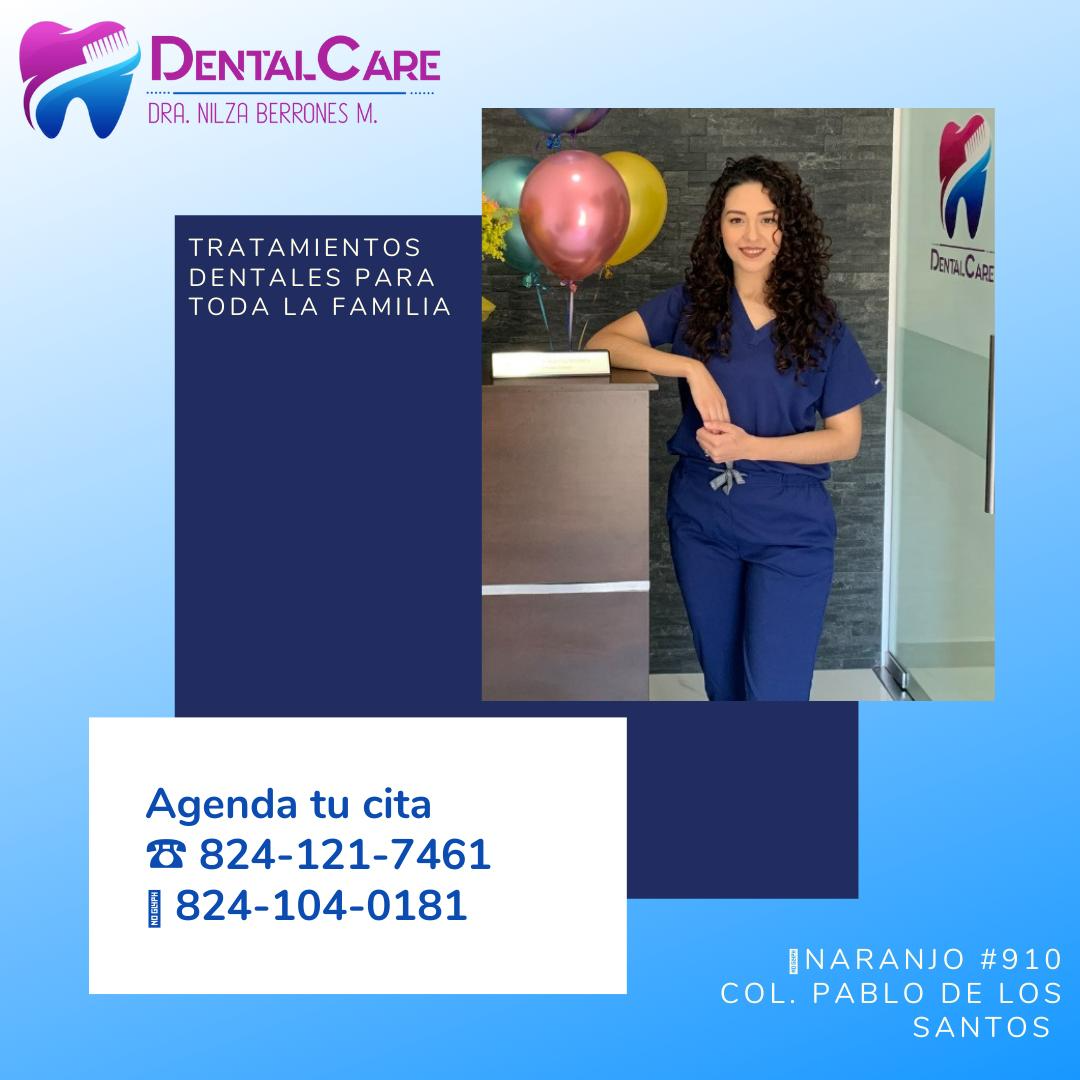 DENTALCARE
DRA. NILZA BERRONES M.
TRATAMIENTOS
DENTALES PARA
TODA LA FAMILIA
DENTALCARE
Agenda tu cita
☎ 824-121-7461
824-104-0181
NARANJO #910
COL. PABLO DE LOS
SANTOS